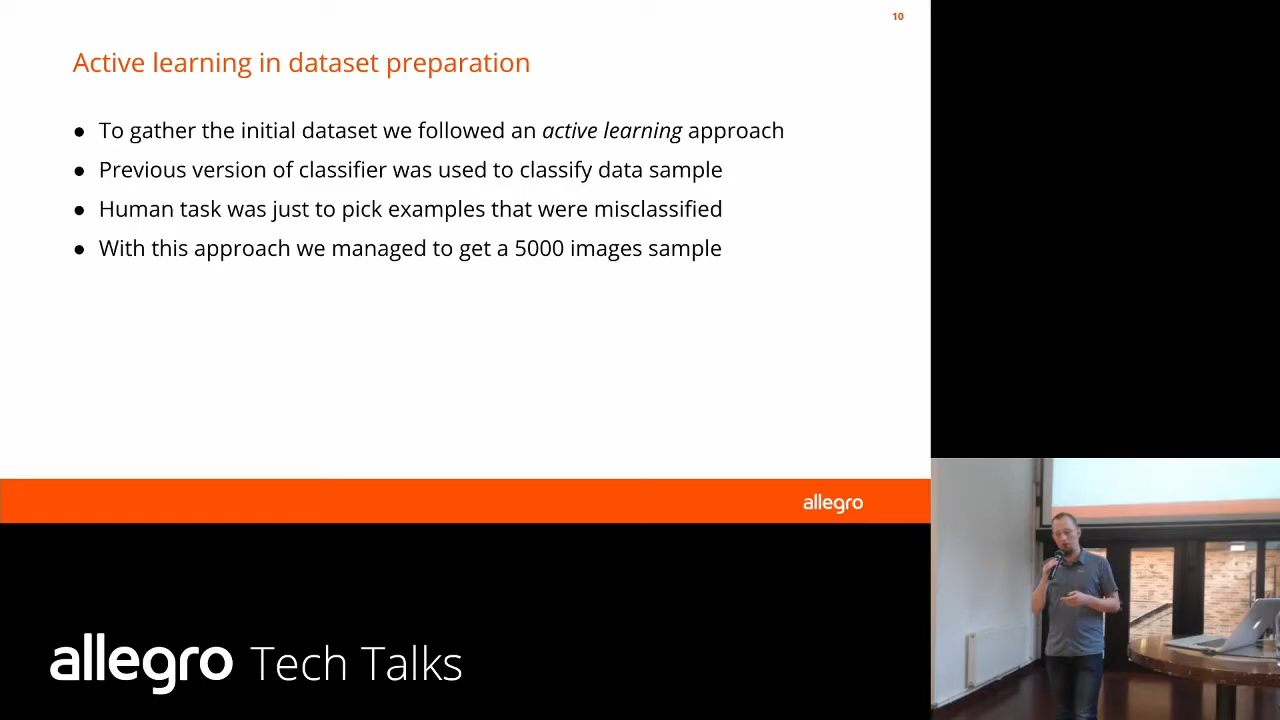 10
Active learning in dataset preparation
● To gather the initial dataset we followed an active learning approach
● Previous version of classifier was used to classify data sample
● Human task was just to pick examples that were misclassified
● With this approach we managed to get a 5000 images sample
allegro
allegro Tech Talks